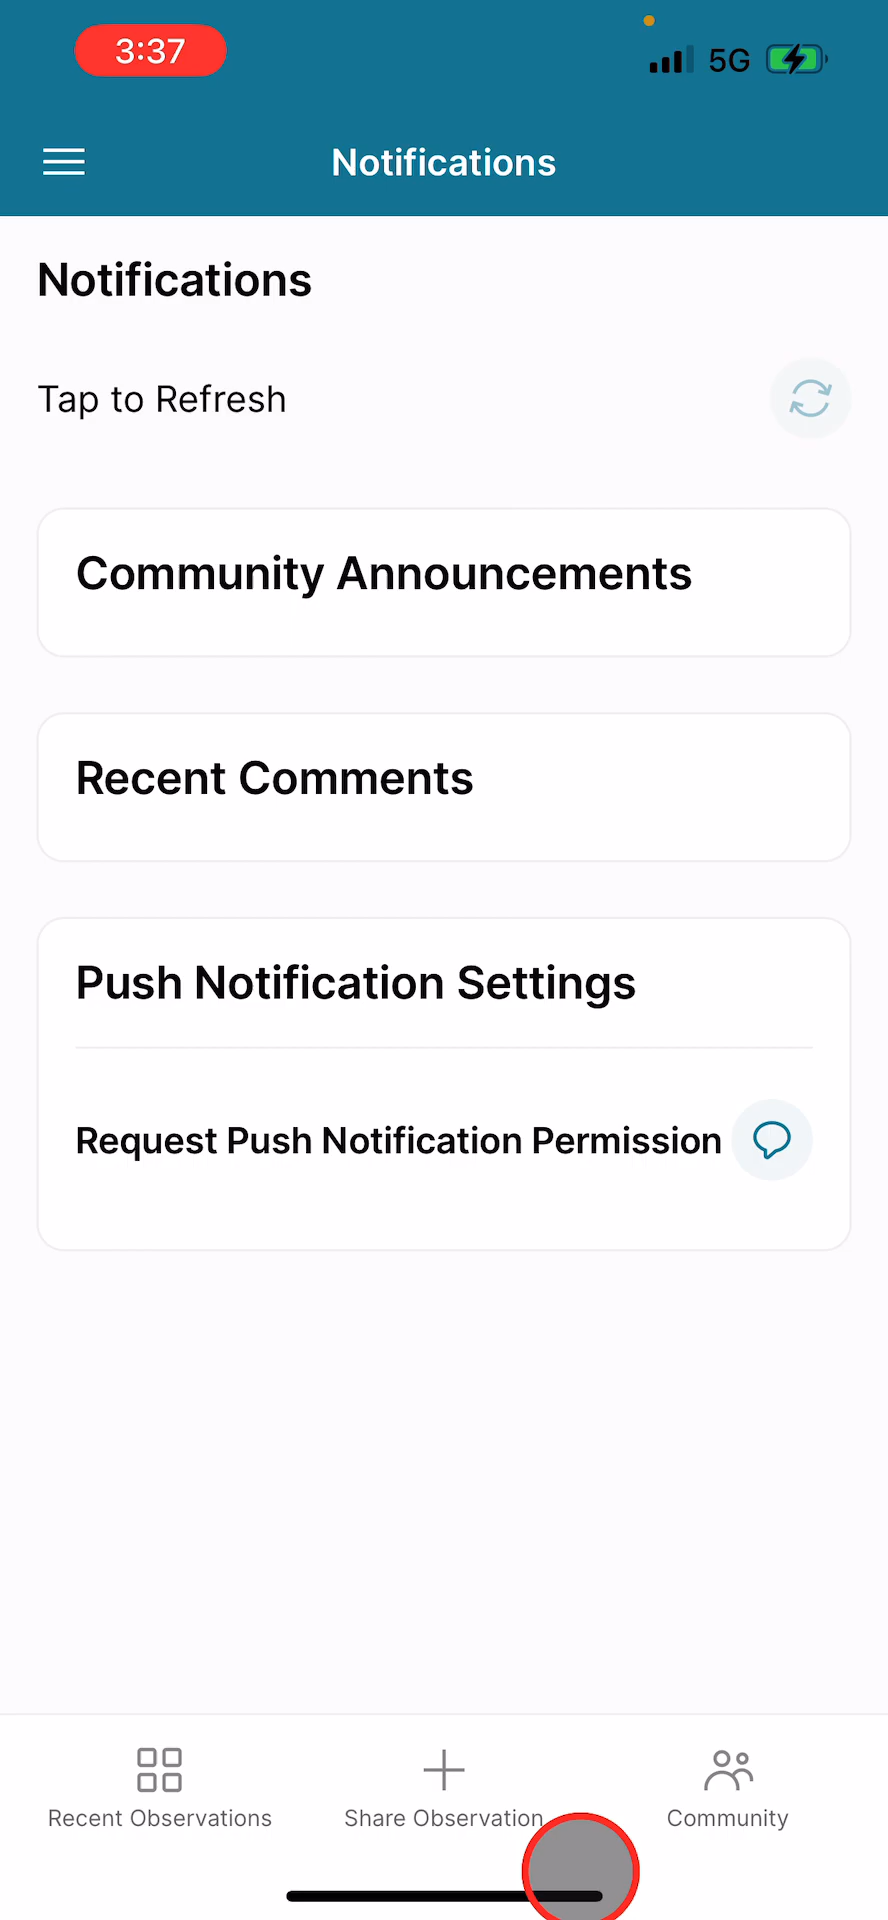 3:37
5G
Notifications
Notifications
Tap to Refresh
Community Announcements
Recent Comments
Push Notification Settings
Request Push Notification Permission
Recent Observations
Share Observation
Community